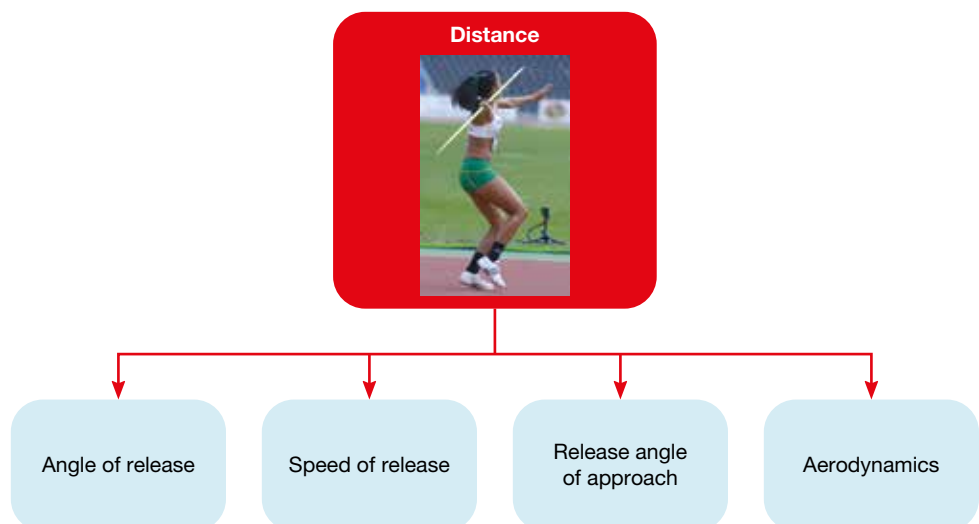 Distance
Angle of release
Speed of release
Release angle
of approach
Aerodynamics